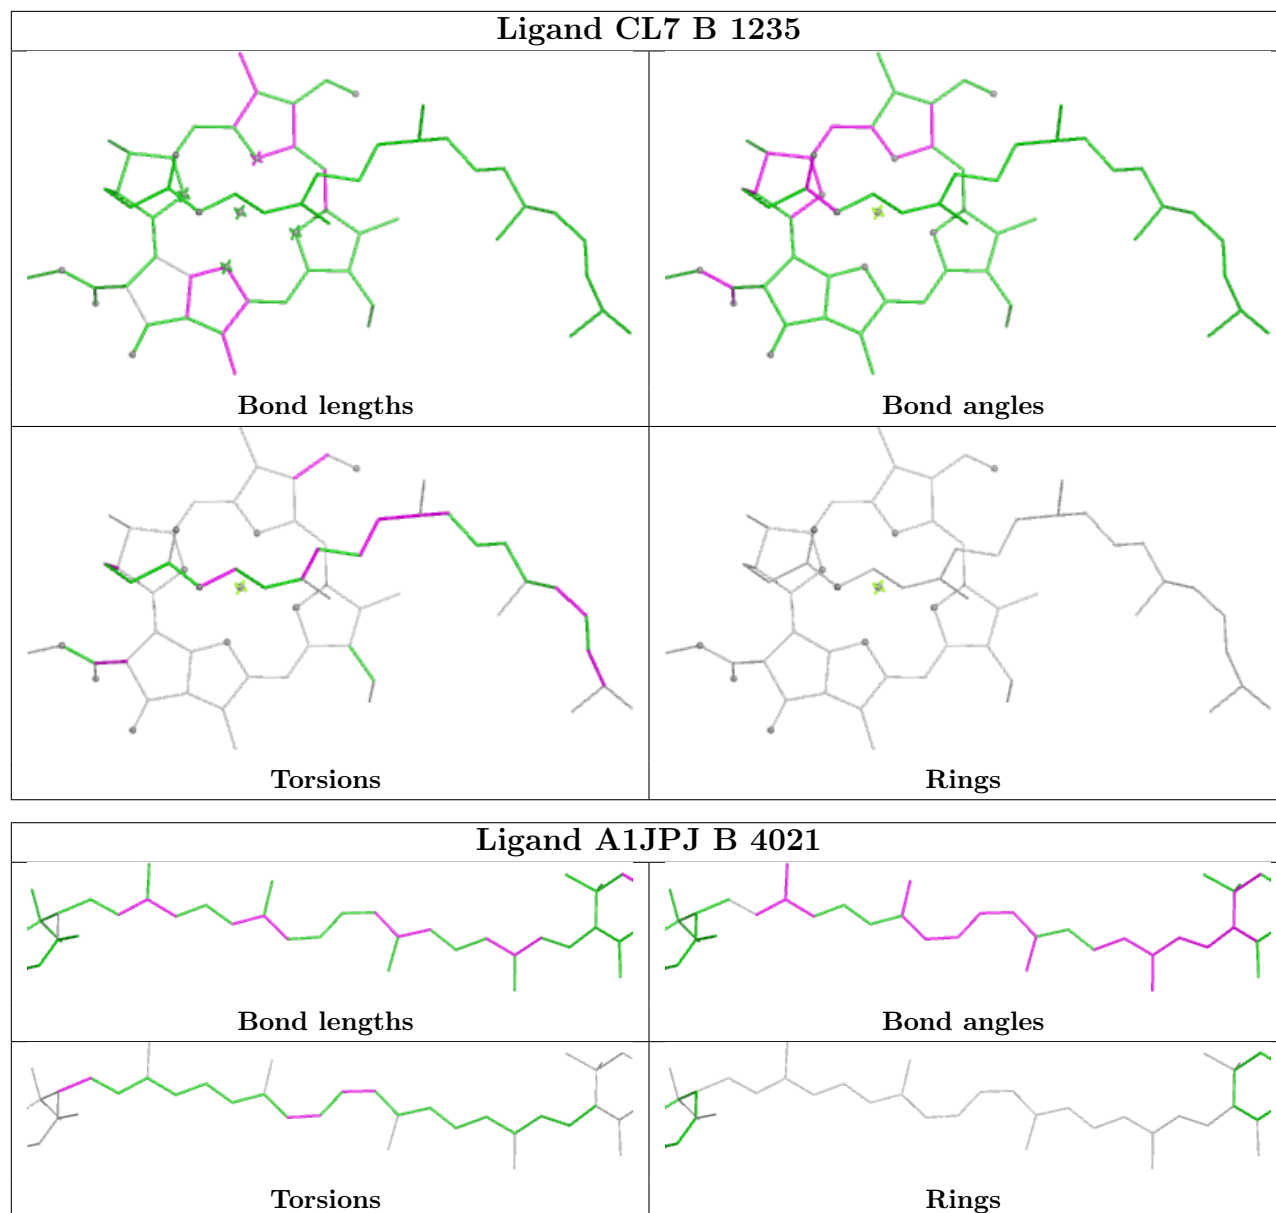 Ligand CL7 B 1235
Bond lengths
Bond angles
Torsions
Rings
Ligand A1JPJ B 4021
Bond lengths
Bond angles
Torsions
Rings